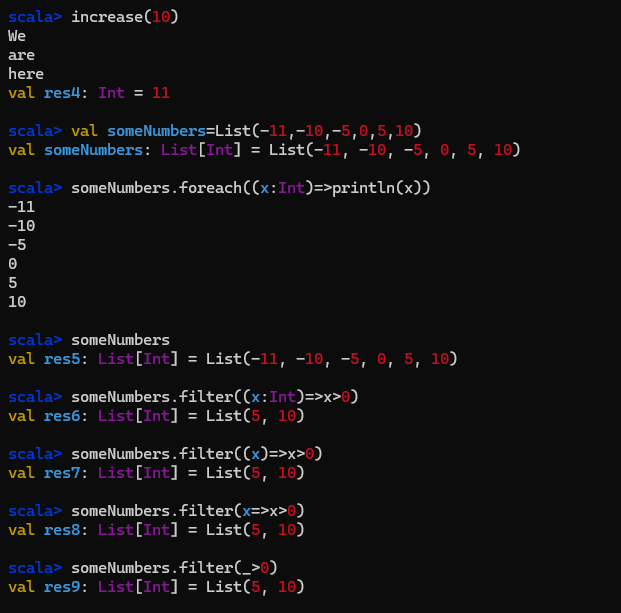 scala> increase(10)
We
are
here
val res4: Int = 11
scala> val someNumbers=List(-11,-10,-5,0,5,10)
val someNumbers: List[Int] = List(-11, -10, -5, 0, 5, 10)
scala> someNumbers.foreach((x:Int)=>println(x))
-11
-10
-5
0
5
10
scala> someNumbers
val res5: List[Int] = List(-11, -10, -5, 0, 5, 10)
scala> someNumbers.filter((x:Int)=>x>0)
val res6: List[Int] = List(5, 10)
scala> someNumbers.filter((x)=>x>0)
val res7: List[Int] = List(5, 10)
scala> someNumbers.filter(x=>x>0)
val res8: List[Int] = List(5, 10)
scala> someNumbers.filter(_>0)
val res9: List[Int] = List(5, 10)